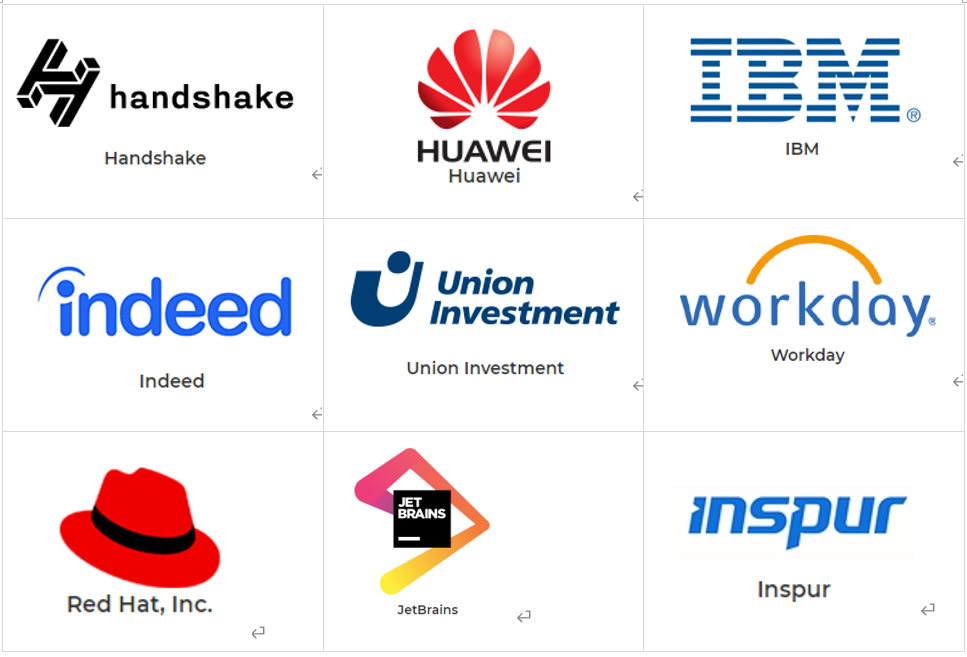 handshake
Handshake
HUAWEI
Huawei
IBM®
IBM
indeed
Indeed
Union
Investment
Union Investment
workday®
Workday
Red Hat, Inc.
JET
BRAINS
JetBrains
inspur
Inspur